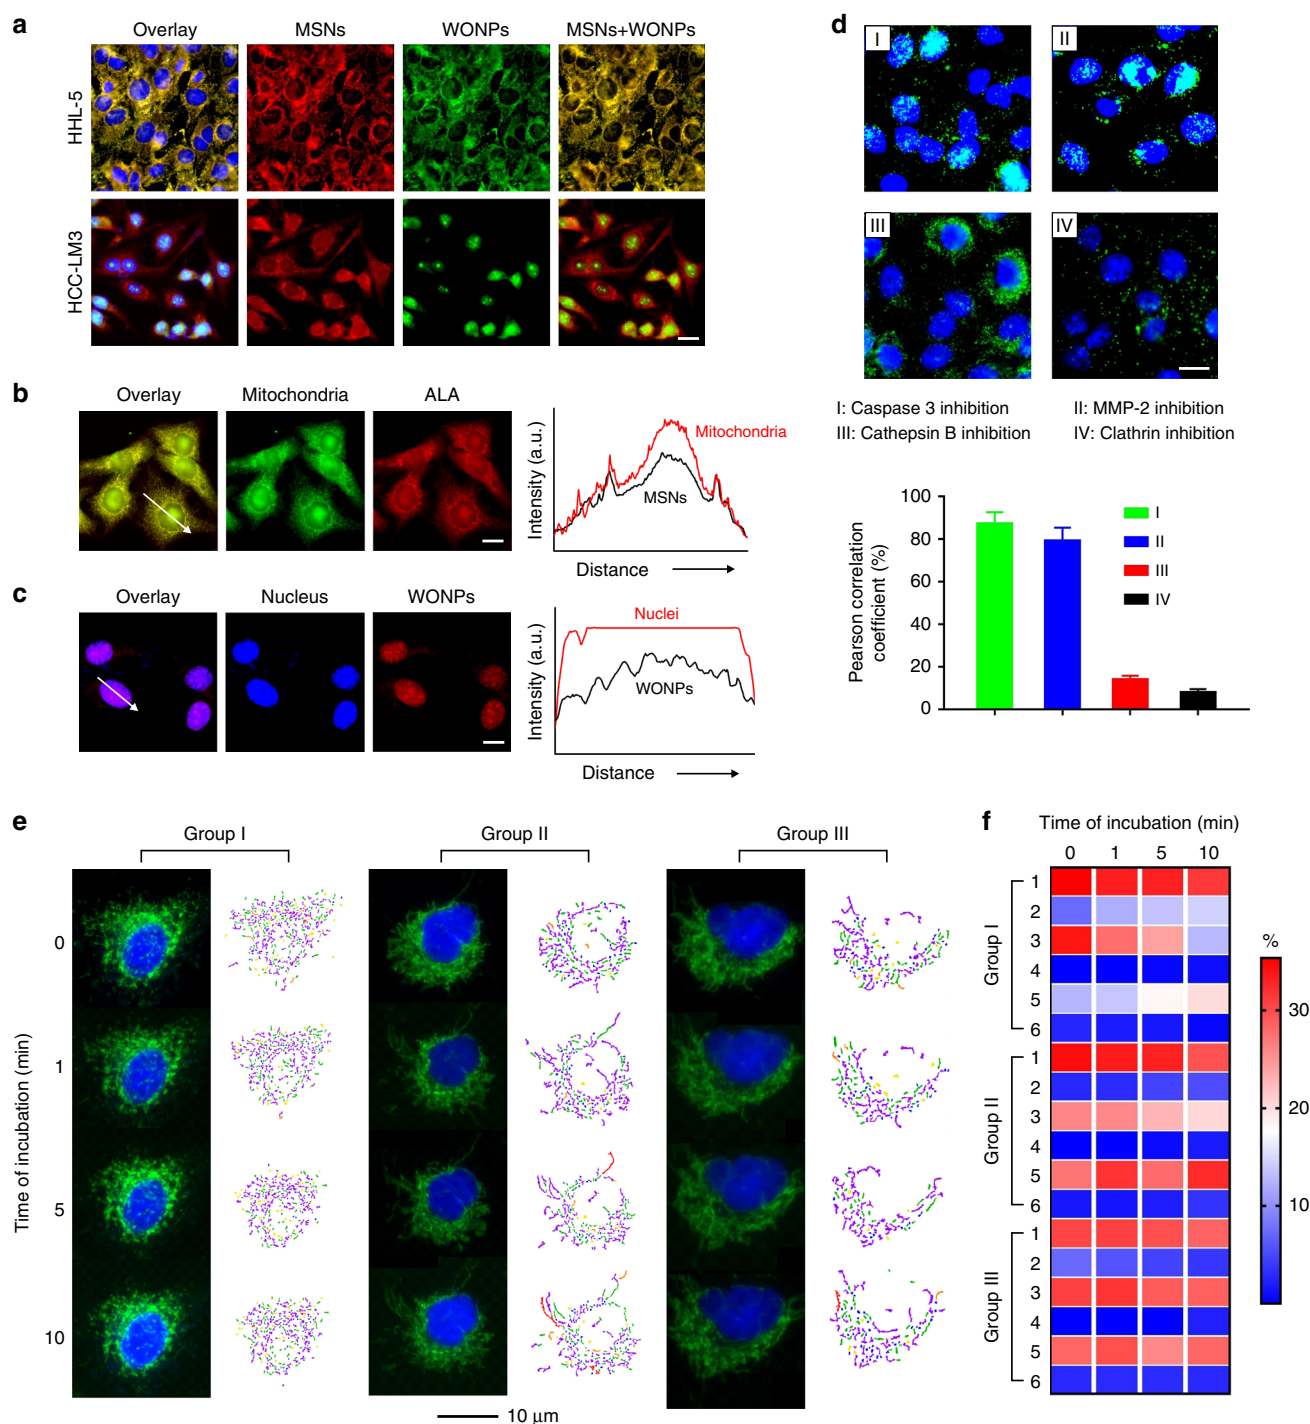 a
Overlay
MSNs
WONPs
MSNs+WONPs
HHL-5
HCC-LM3
b
Overlay
Mitochondria
ALA
Intensity (a.u.)
Mitochondria
MSNs
Distance
c
Overlay
Nucleus
WONPs
Intensity (a.u.)
Nuclei
WONPs
Distance
d
I
II
III
IV
I: Caspase 3 inhibition
II: MMP-2 inhibition
III: Cathepsin B inhibition
IV: Clathrin inhibition
Pearson correlation
coefficient (%)
100
80
60
40
20
0
I
II
III
IV
e
Group I
Group II
Group III
Time of incubation (min)
0
1
5
10
10 µm
f
Time of incubation (min)
0 1 5 10
Group I
1
2
3
4
5
6
Group II
1
2
3
4
5
6
Group III
1
2
3
4
5
6
%
30
20
10